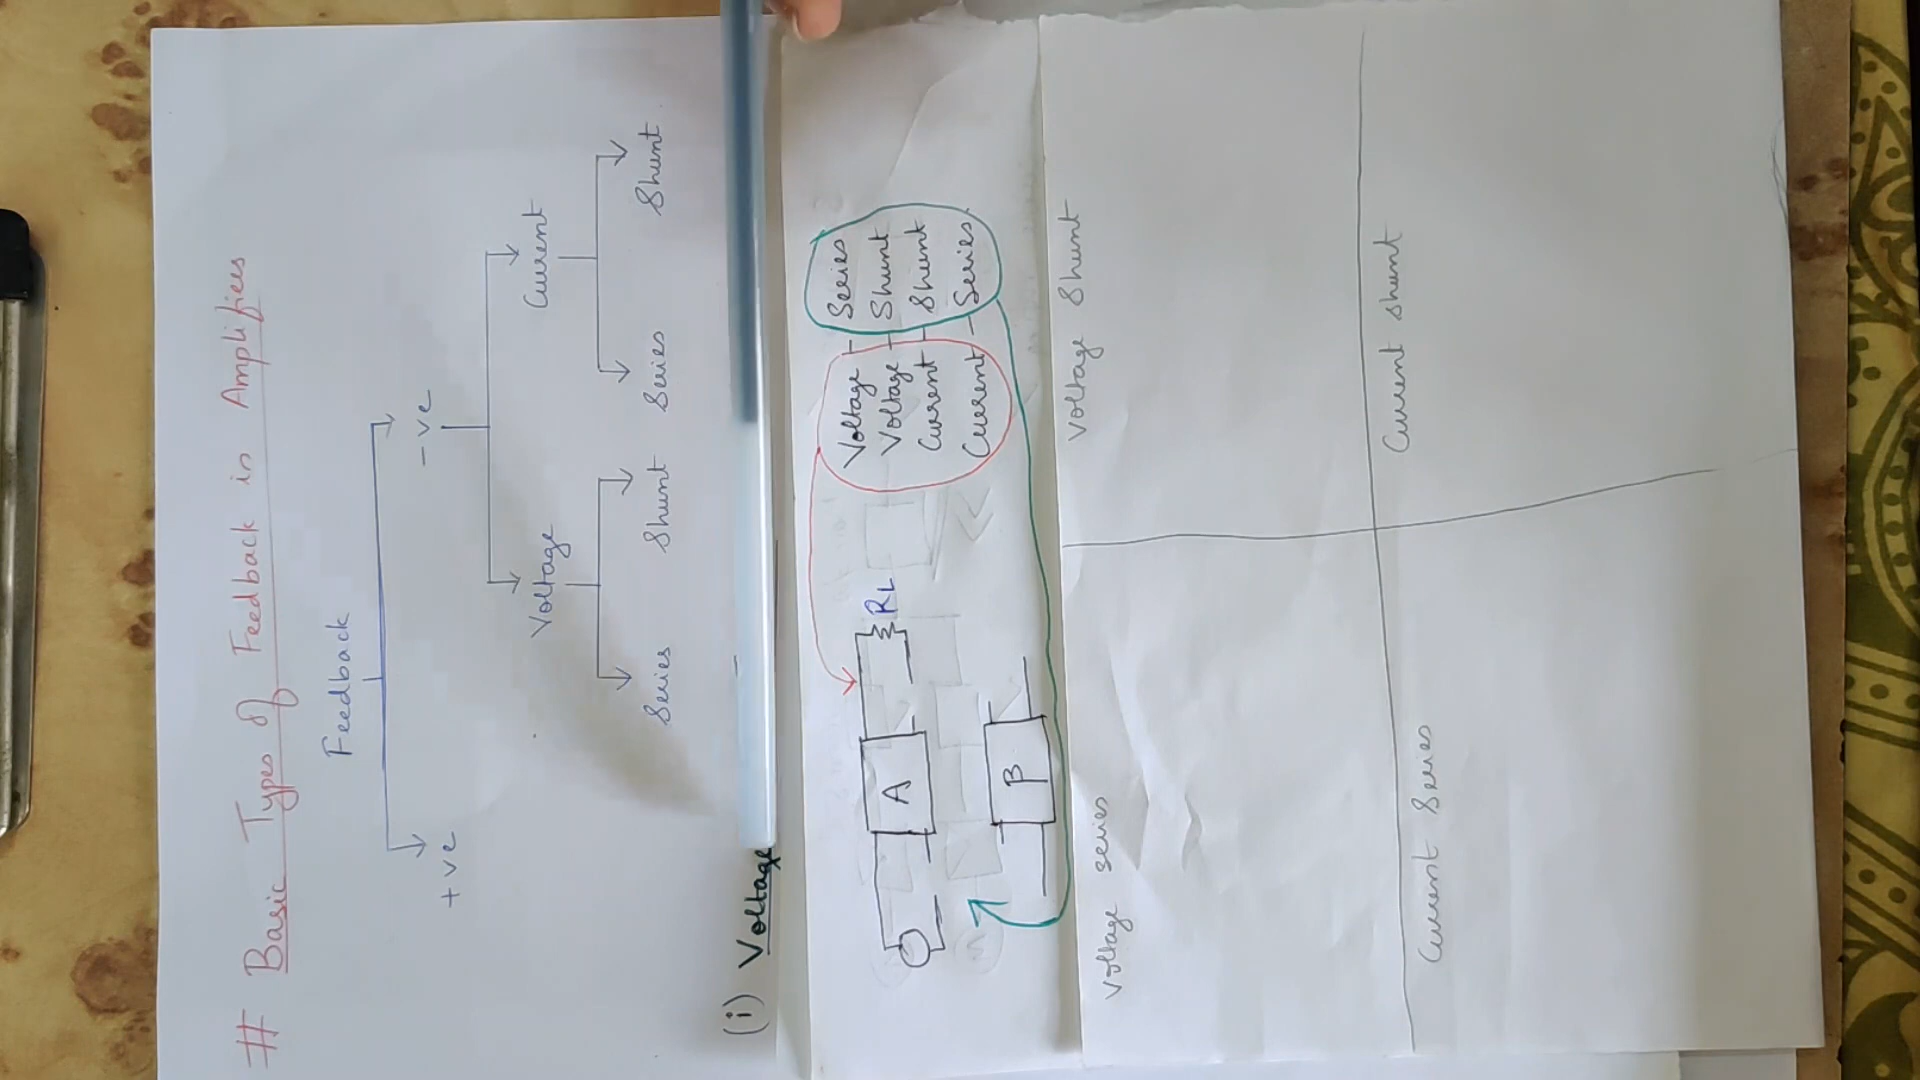 # Basic Types of Feedback in Amplifiers
Feedback
+ve -ve
Voltage Current
Series Shunt Series Shunt
(i) Voltage
Voltage - Series
Voltage - Shunt
Current - Shunt
Current - Series
A
RL
B
Voltage series Voltage Shunt
Current Series Current shunt